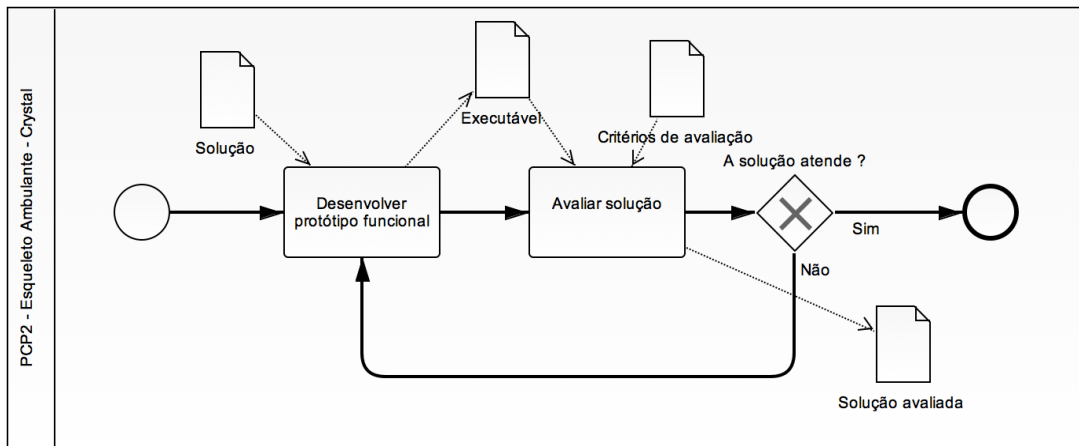 PCP2 - Esqueleto Ambulante - Crystal
Solução
Executável
Critérios de avaliação
A solução atende ?
Desenvolver
protótipo funcional
Avaliar solução
Sim
Não
Solução avaliada